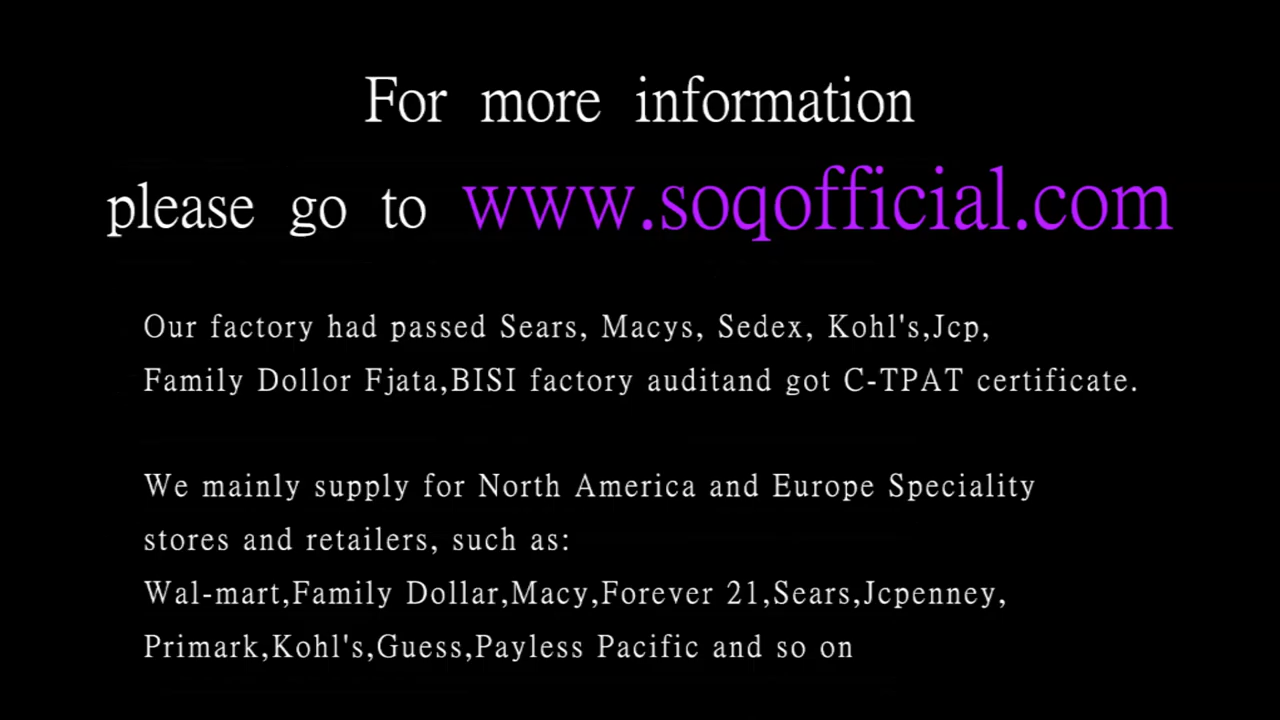 For more information
please go to www.soqofficial.com
Our factory had passed Sears, Macys, Sedex, Kohl's,Jcp,
Family Dollor Fjata,BISI factory auditand got C-TPAT certificate.
We mainly supply for North America and Europe Speciality
stores and retailers, such as:
Wal-mart,Family Dollar,Macy,Forever 21,Sears,Jcpenney,
Primark,Kohl's,Guess,Payless Pacific and so on